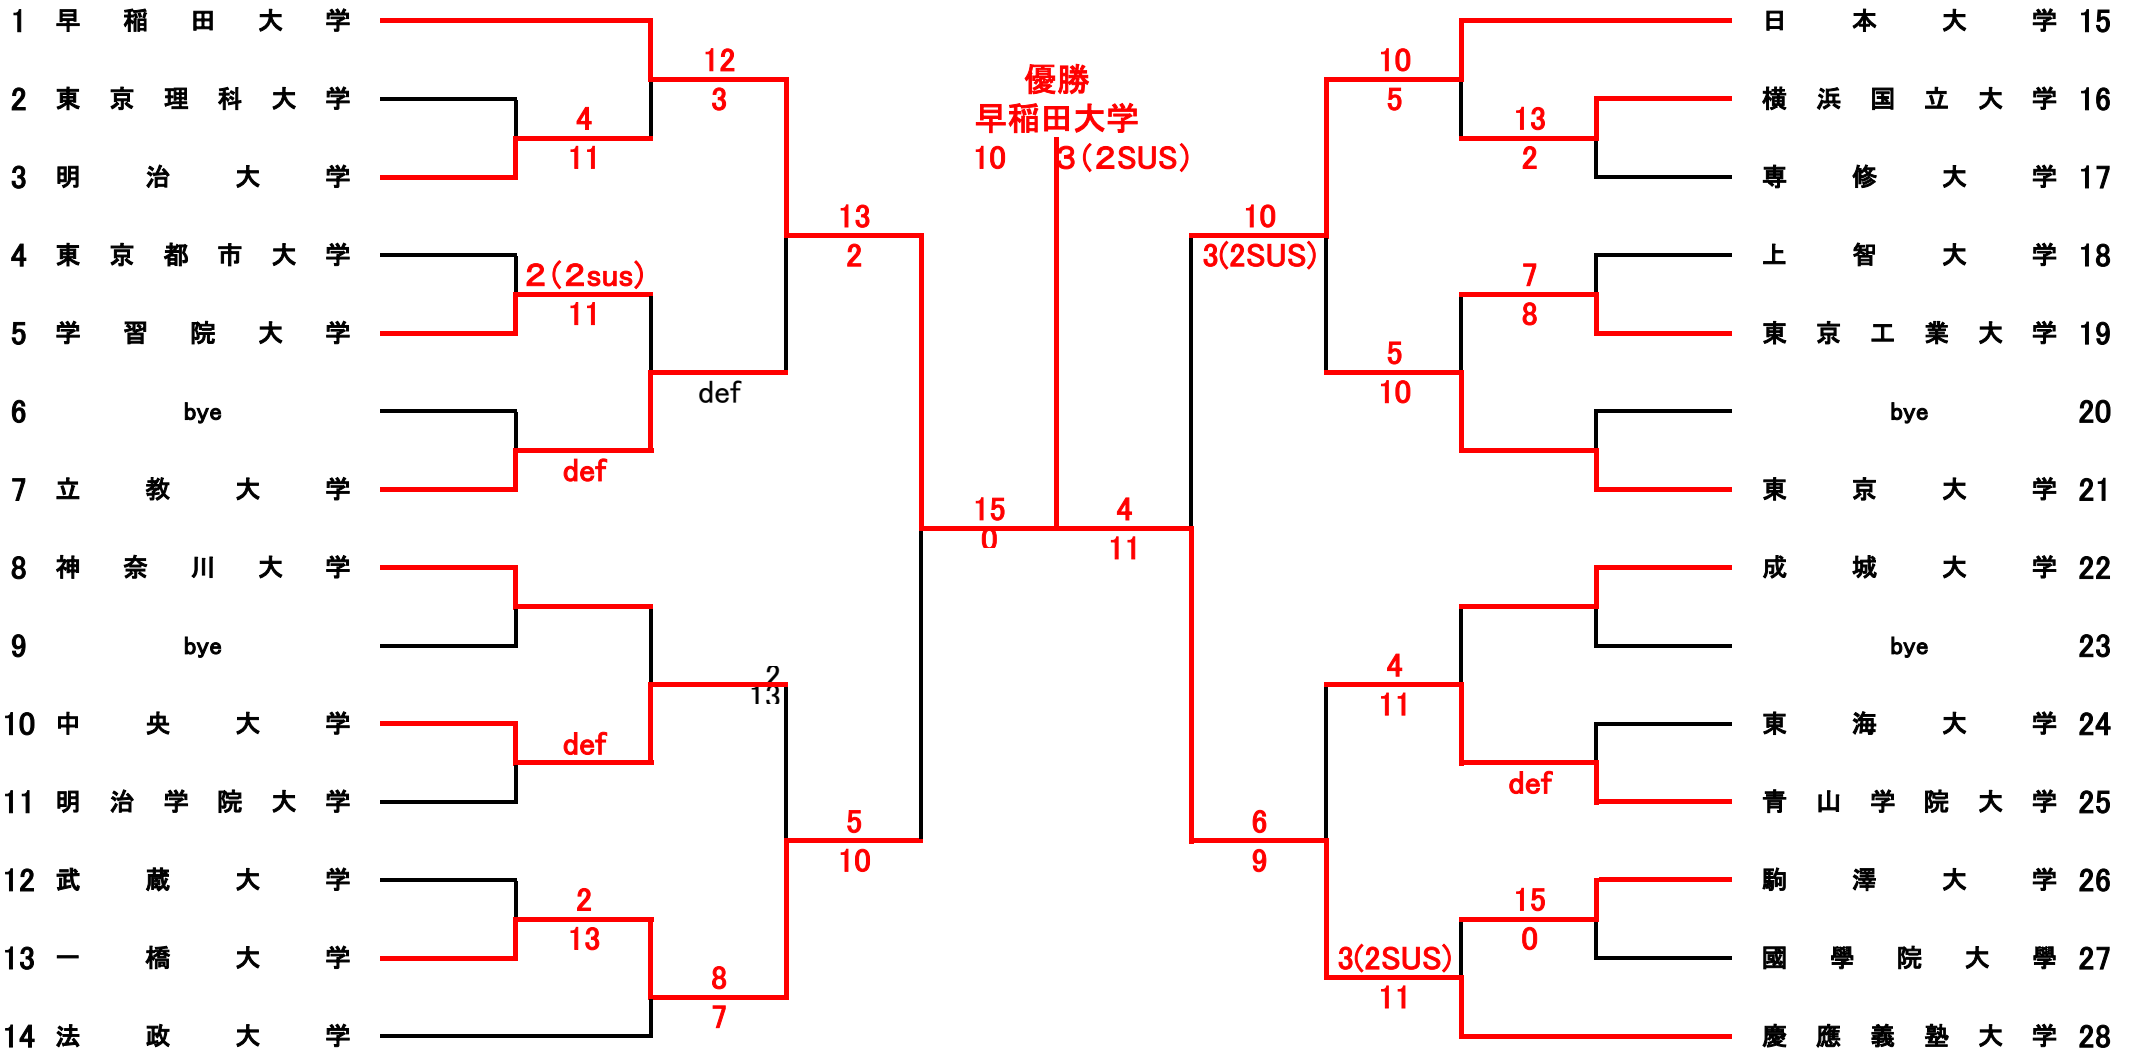 1 早稲田大学
12
3
2 東京理科大学
4
11
3 明治大学
13
2
4 東京都市大学
2(2sus)
11
5 学習院大学
def
6 bye
def
7 立教大学
15
0
8 神奈川大学
9 bye
2
13
10 中央大学
def
11 明治学院大学
5
10
12 武蔵大学
2
13
13 一橋大学
8
7
14 法政大学
優勝
早稲田大学
10 3(2SUS)
日本大学 15
10
5
横浜国立大学 16
13
2
専修大学 17
10
3(2SUS)
上智大学 18
7
8
東京工業大学 19
5
10
bye 20
東京大学 21
4
11
成城大学 22
bye 23
4
11
東海大学 24
def
青山学院大学 25
6
9
駒澤大学 26
15
0
國學院大學 27
3(2SUS)
11
慶應義塾大学 28